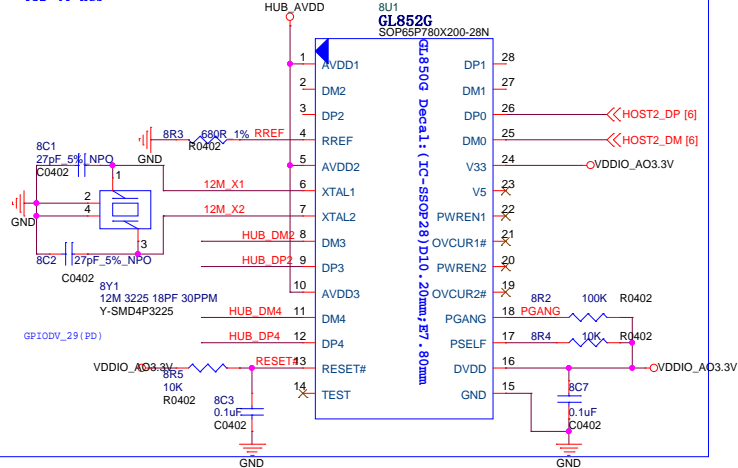 HUB_AVDD
8U1
GL852G
SOP65P780X200-28N
GL850G Decal:(IC-SSOP28)D10.20mm;E7.80mm
1 AVDD1
2 DM2
3 DP2
4 RREF
5 AVDD2
6 XTAL1
7 XTAL2
8 DM3
9 DP3
10 AVDD3
11 DM4
12 DP4
13 RESET#
14 TEST
DP1 28
DM1 27
DP0 26
DM0 25
V33 24
V5 23
PWREN1 22
OVCUR1# 21
PWREN2 20
OVCUR2# 19
PGANG 18
PSELF 17
DVDD 16
GND 15
HOST2_DP [6]
HOST2_DM [6]
VDDIO_AO3.3V
8R3 680R_1% RREF
R0402
GND
8C1
27pF_5%_NPO
C0402
1
2
4
3
GND
12M_X1
12M_X2
8C2 27pF_5%_NPO
C0402
8Y1
12M 3225 18PF 30PPM
Y-SMD4P3225
HUB_DM2
HUB_DP2
HUB_DM4
HUB_DP4
GPIODV_29(PD)
VDDIO_AO3.3V
RESET#
8R5
10K
R0402
8C3
0.1uF
C0402
GND
8R2 100K R0402
PGANG
8R4 10K R0402
VDDIO_AO3.3V
8C7
0.1uF
C0402
GND